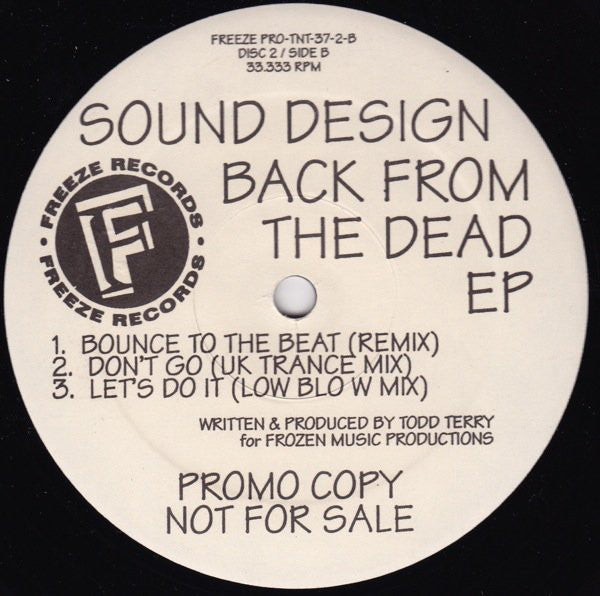 FREEZE PRO-TNT-37-2-B
DISC 2 / SIDE B
33.333 RPM
SOUND DESIGN
BACK FROM
THE DEAD
EP
• FREEZE RECORDS •
FREEZE RECORDS
F
1. BOUNCE TO THE BEAT (REMIX)
2. DON'T GO (UK TRANCE MIX)
3. LET'S DO IT (LOW BLO W MIX)
WRITTEN & PRODUCED BY TODD TERRY
for FROZEN MUSIC PRODUCTIONS
PROMO COPY
NOT FOR SALE